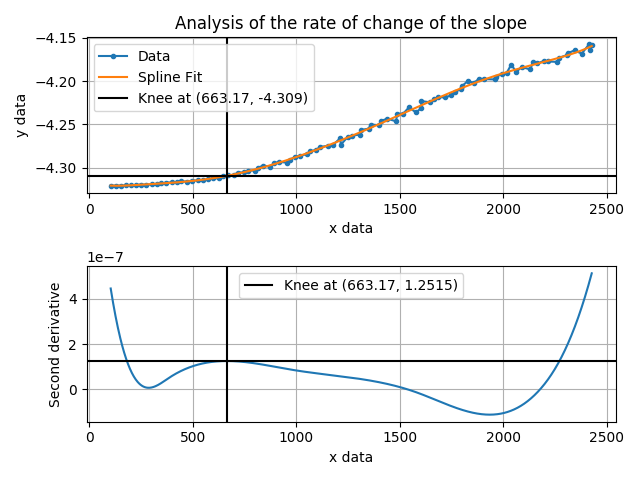 Analysis of the rate of change of the slope
−4.15
−4.20
−4.25
−4.30
y data
Data
Spline Fit
Knee at (663.17, -4.309)
0 500 1000 1500 2000 2500
x data
1e−7
4
2
0
Second derivative
Knee at (663.17, 1.2515)
0 500 1000 1500 2000 2500
x data